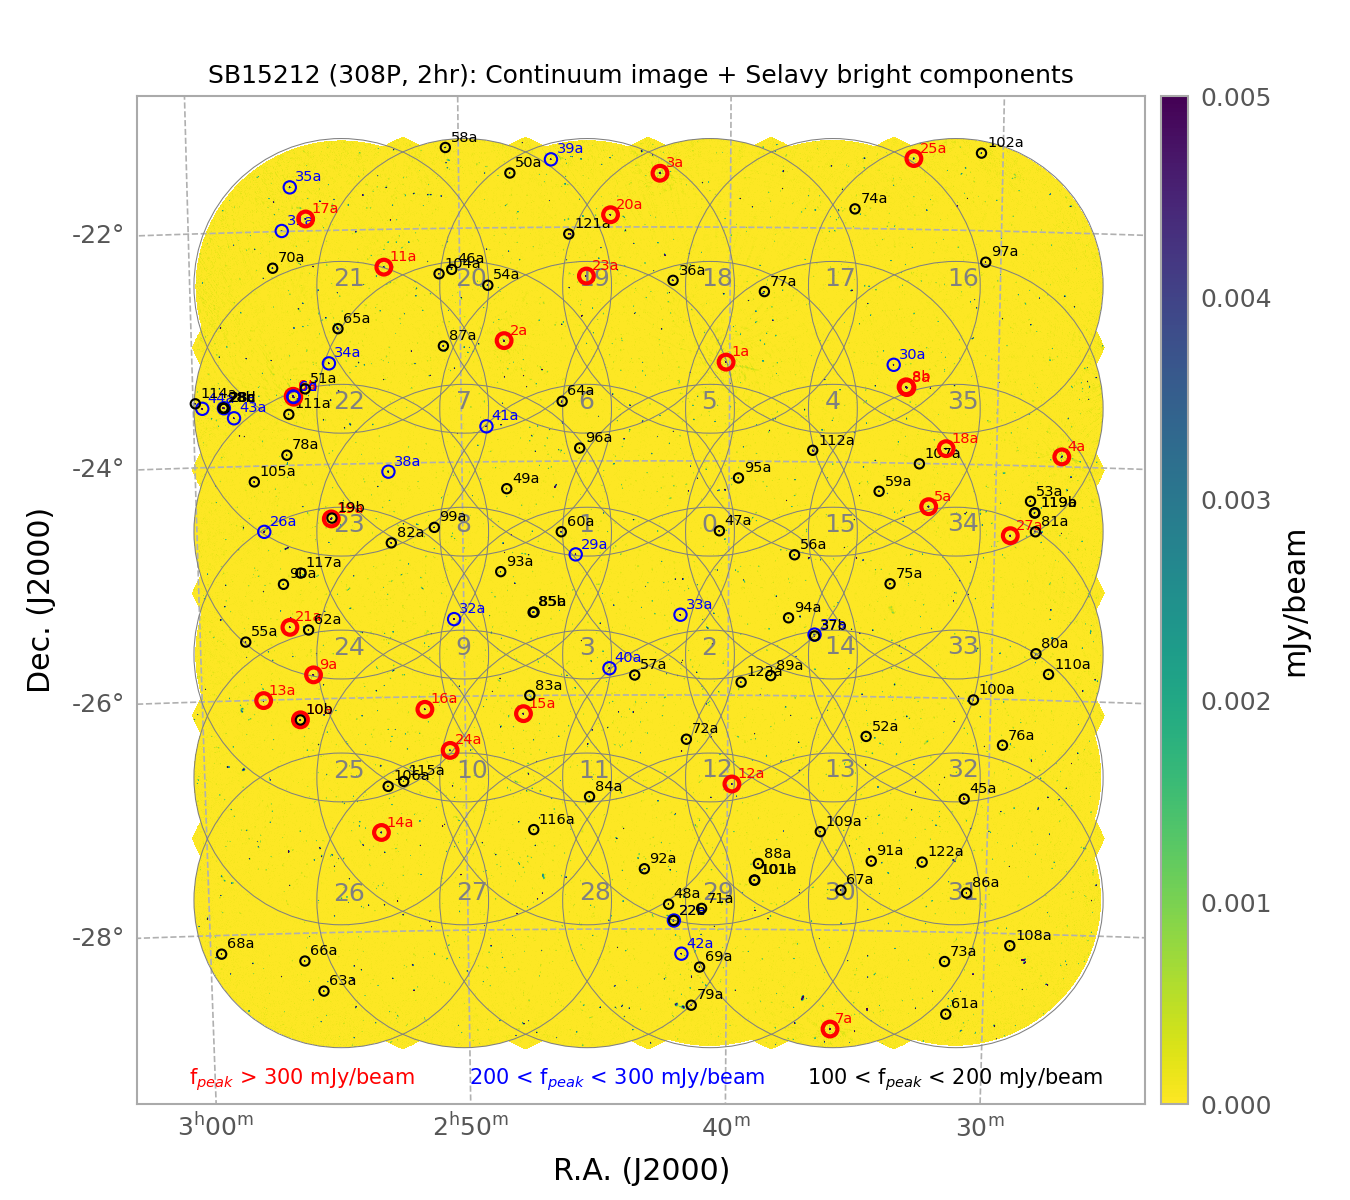 SB15212 (308P, 2hr): Continuum image + Selavy bright components
0.005
58a
102a
50a
39a
25a
3a
35a
74a
20a
17a
121a
-22°
97a
70a
11a
46a
104a
23a
36a
54a
77a
21
20
18
17
16
0.004
65a
87a
2a
1a
30a
34a
8b
51a
114a
64a
111a
43a
22
7
6
5
4
35
41a
96a
112a
18a
4a
78a
107a
38a
95a
-24°
105a
49a
59a
53a
5a
119b
0.003
19b
99a
60a
47a
27a
81a
26a
23
8
1
0
15
34
82a
29a
56a
117a
93a
75a
90a
85b
33a
32a
94a
21a
62a
37b
55a
24
9
3
2
14
33
80a
40a
57a
9a
89a
110a
123a
13a
83a
100a
16a
15a
10b
-26°
0.002
72a
52a
76a
24a
25
10
11
12
13
32
115a
106a
12a
84a
45a
14a
116a
109a
88a
91a
122a
92a
101b
67a
86a
26
27
28
29
30
31
48a
71a
0.001
22b
-28°
68a
66a
42a
69a
73a
108a
63a
79a
61a
7a
f_peak > 300 mJy/beam
200 < f_peak < 300 mJy/beam
100 < f_peak < 200 mJy/beam
0.000
3h00m
2h50m
40m
30m
R.A. (J2000)
Dec. (J2000)
mJy/beam